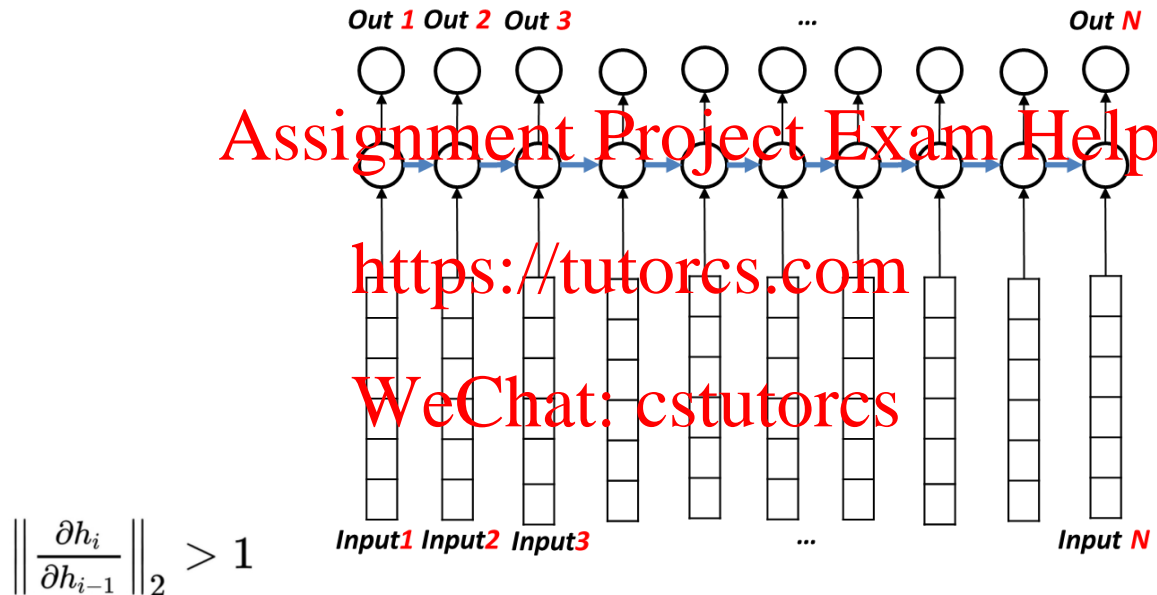 Out 1 Out 2 Out 3 ... Out N
Assignment Project Exam Help
https://tutorcs.com
WeChat: cstutorcs
Input1 Input2 Input3 ... Input N
‖∂h_i/∂h_{i−1}‖_2 > 1